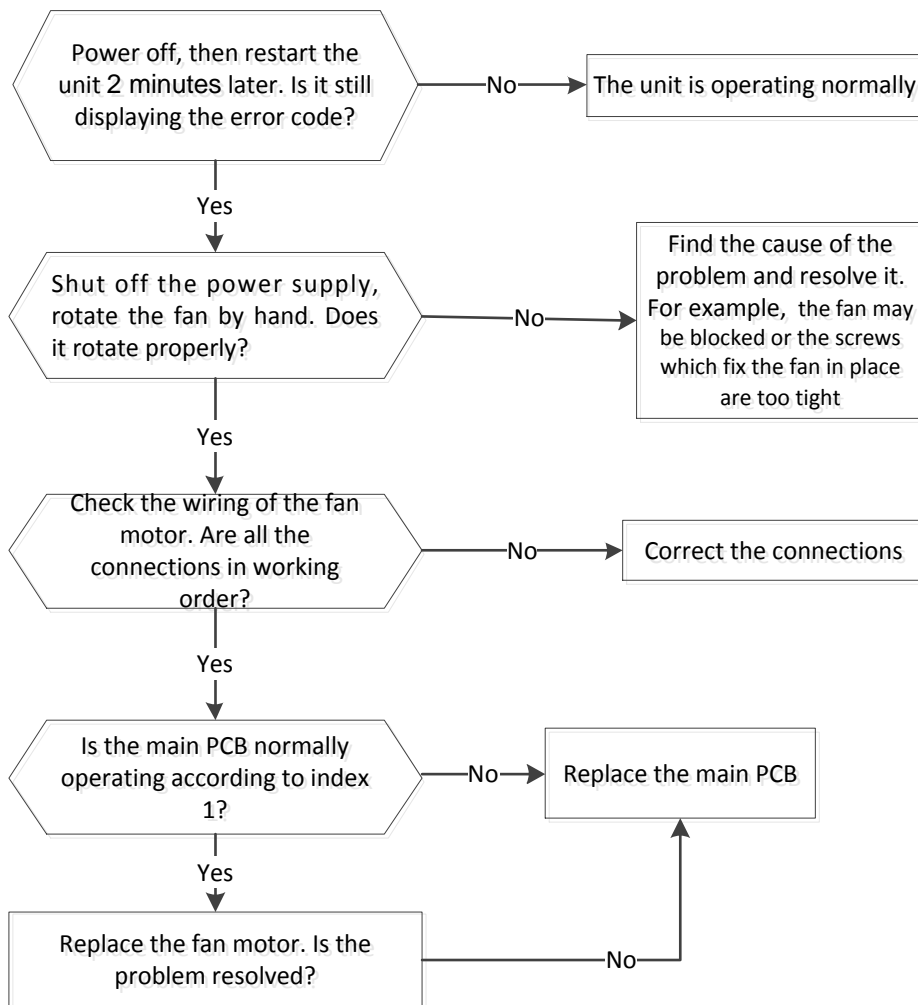 Power off, then restart the
unit 2 minutes later. Is it still
displaying the error code?
No
The unit is operating normally
Yes
Shut off the power supply,
rotate the fan by hand. Does
it rotate properly?
No
Find the cause of the
problem and resolve it.
For example, the fan may
be blocked or the screws
which fix the fan in place
are too tight
Yes
Check the wiring of the fan
motor. Are all the
connections in working
order?
No
Correct the connections
Yes
Is the main PCB normally
operating according to index
1?
No
Replace the main PCB
Yes
Replace the fan motor. Is the
problem resolved?
No